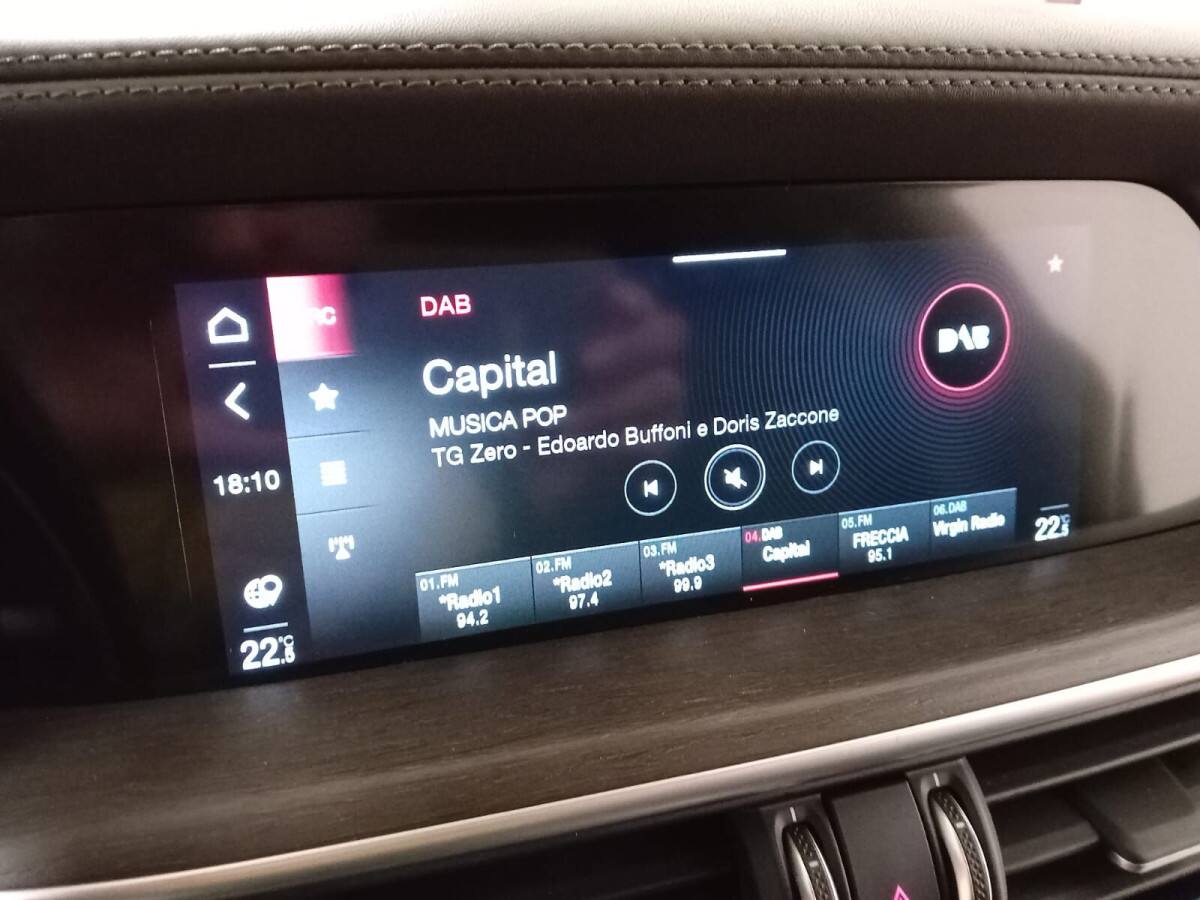 DAB
DAB
Capital
MUSICA POP
TG Zero - Edoardo Buffoni e Doris Zaccone
18:10
01.FM
*Radio1
94.2
02.FM
*Radio2
97.4
03.FM
*Radio3
99.9
04.DAB
Capital
05.FM
FRECCIA
95.1
06.DAB
Virgin Radio
22.5°C
22.5°C